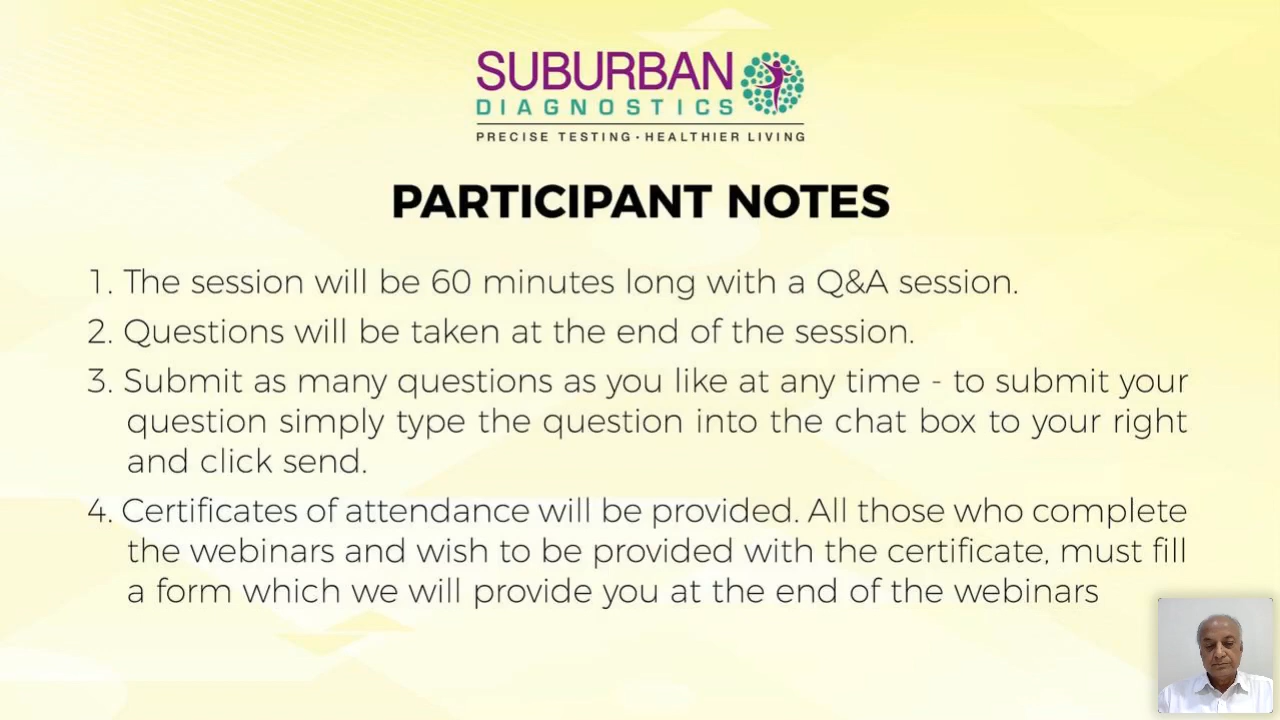 SUBURBAN
DIAGNOSTICS
PRECISE TESTING · HEALTHIER LIVING
PARTICIPANT NOTES
1. The session will be 60 minutes long with a Q&A session.
2. Questions will be taken at the end of the session.
3. Submit as many questions as you like at any time - to submit your
question simply type the question into the chat box to your right
and click send.
4. Certificates of attendance will be provided. All those who complete
the webinars and wish to be provided with the certificate, must fill
a form which we will provide you at the end of the webinars